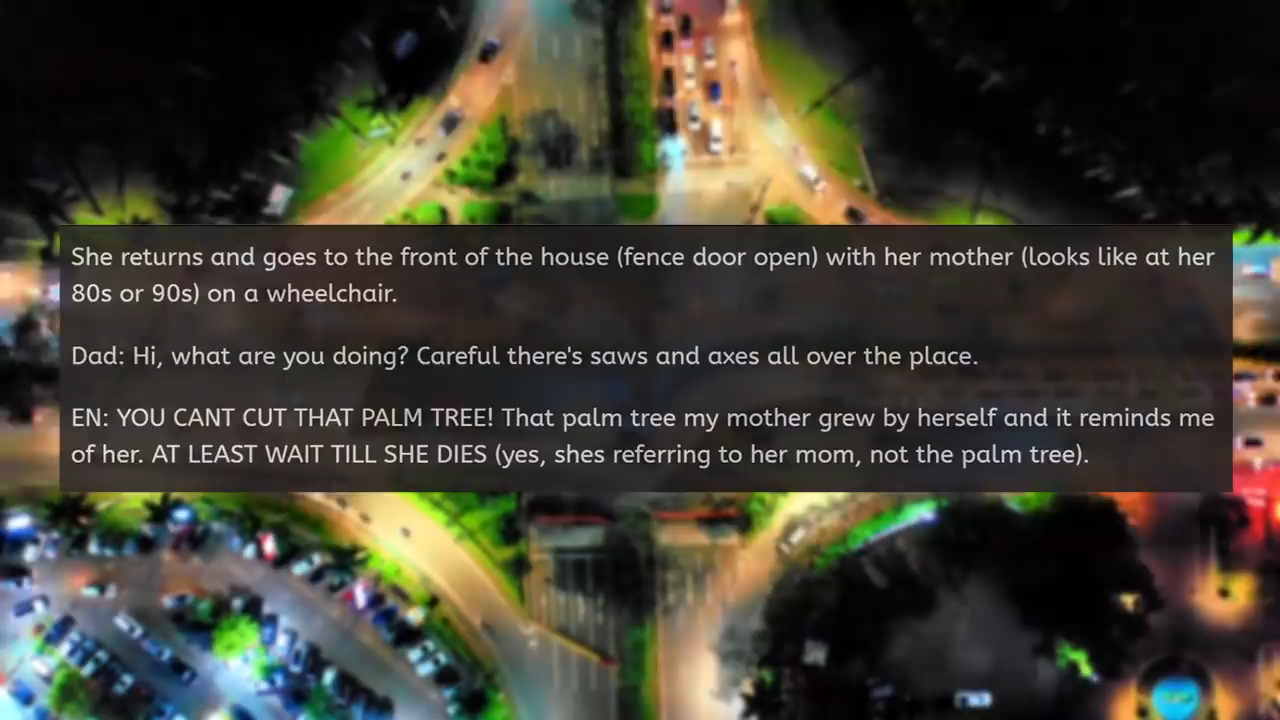 She returns and goes to the front of the house (fence door open) with her mother (looks like at her
80s or 90s) on a wheelchair.
Dad: Hi, what are you doing? Careful there's saws and axes all over the place.
EN: YOU CANT CUT THAT PALM TREE! That palm tree my mother grew by herself and it reminds me
of her. AT LEAST WAIT TILL SHE DIES (yes, shes referring to her mom, not the palm tree).